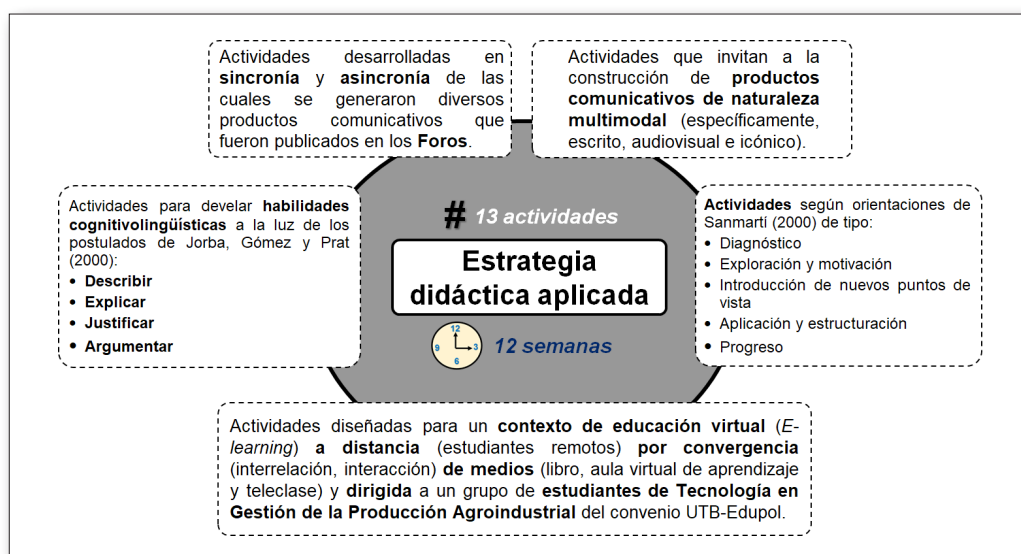 Actividades desarrolladas en
sincronía y asincronía de las
cuales se generaron diversos
productos comunicativos que
fueron publicados en los Foros.
Actividades que invitan a la
construcción de productos
comunicativos de naturaleza
multimodal (específicamente,
escrito, audiovisual e icónico).
Actividades para develar habilidades
cognitivolingüísticas a la luz de los
postulados de Jorba, Gómez y Prat
(2000):
• Describir
• Explicar
• Justificar
• Argumentar
# 13 actividades
Estrategia
didáctica aplicada
12
9 3
6
12 semanas
Actividades según orientaciones de
Sanmartí (2000) de tipo:
• Diagnóstico
• Exploración y motivación
• Introducción de nuevos puntos de
vista
• Aplicación y estructuración
• Progreso
Actividades diseñadas para un contexto de educación virtual (E-
learning) a distancia (estudiantes remotos) por convergencia
(interrelación, interacción) de medios (libro, aula virtual de aprendizaje
y teleclase) y dirigida a un grupo de estudiantes de Tecnología en
Gestión de la Producción Agroindustrial del convenio UTB-Edupol.